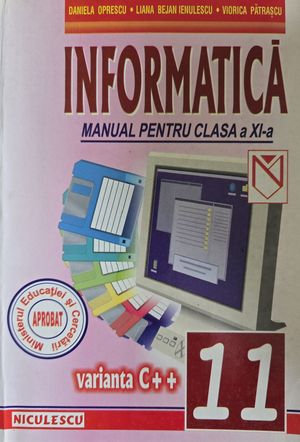 DANIELA OPRESCU • LIANA BEJAN IENULESCU • VIORICA PĂTRAȘCU
INFORMATICĂ
MANUAL PENTRU CLASA a XI-a
Ministerul Educației și Cercetării
APROBAT
varianta C++
11
NICULESCU